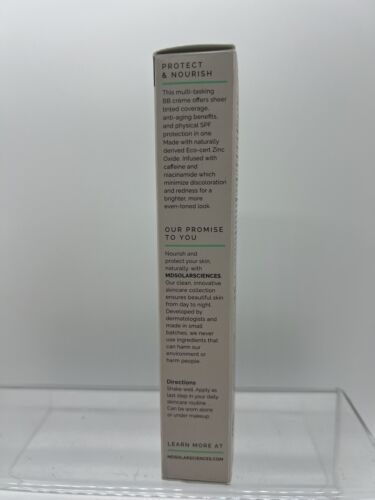 PROTECT
& NOURISH
This multi-tasking
BB creme offers sheer
tinted coverage,
anti-aging benefits,
and physical SPF
protection in one.
Made with naturally
derived Eco-cert Zinc
Oxide. Infused with
caffeine and
niacinamide which
minimize discoloration
and redness for a
brighter, more
even-toned look.
OUR PROMISE
TO YOU
Nourish and
protect your skin,
naturally, with
MDSOLARSCIENCES.
Our clean, innovative
skincare collection
ensures beautiful skin
from day to night.
Developed by
dermatologists and
made in small
batches, we never
use ingredients that
can harm our
environment or
harm people.
Directions
Shake well. Apply as
last step in your daily
skincare routine.
Can be worn alone
or under makeup.
LEARN MORE AT
MDSOLARSCIENCES.COM